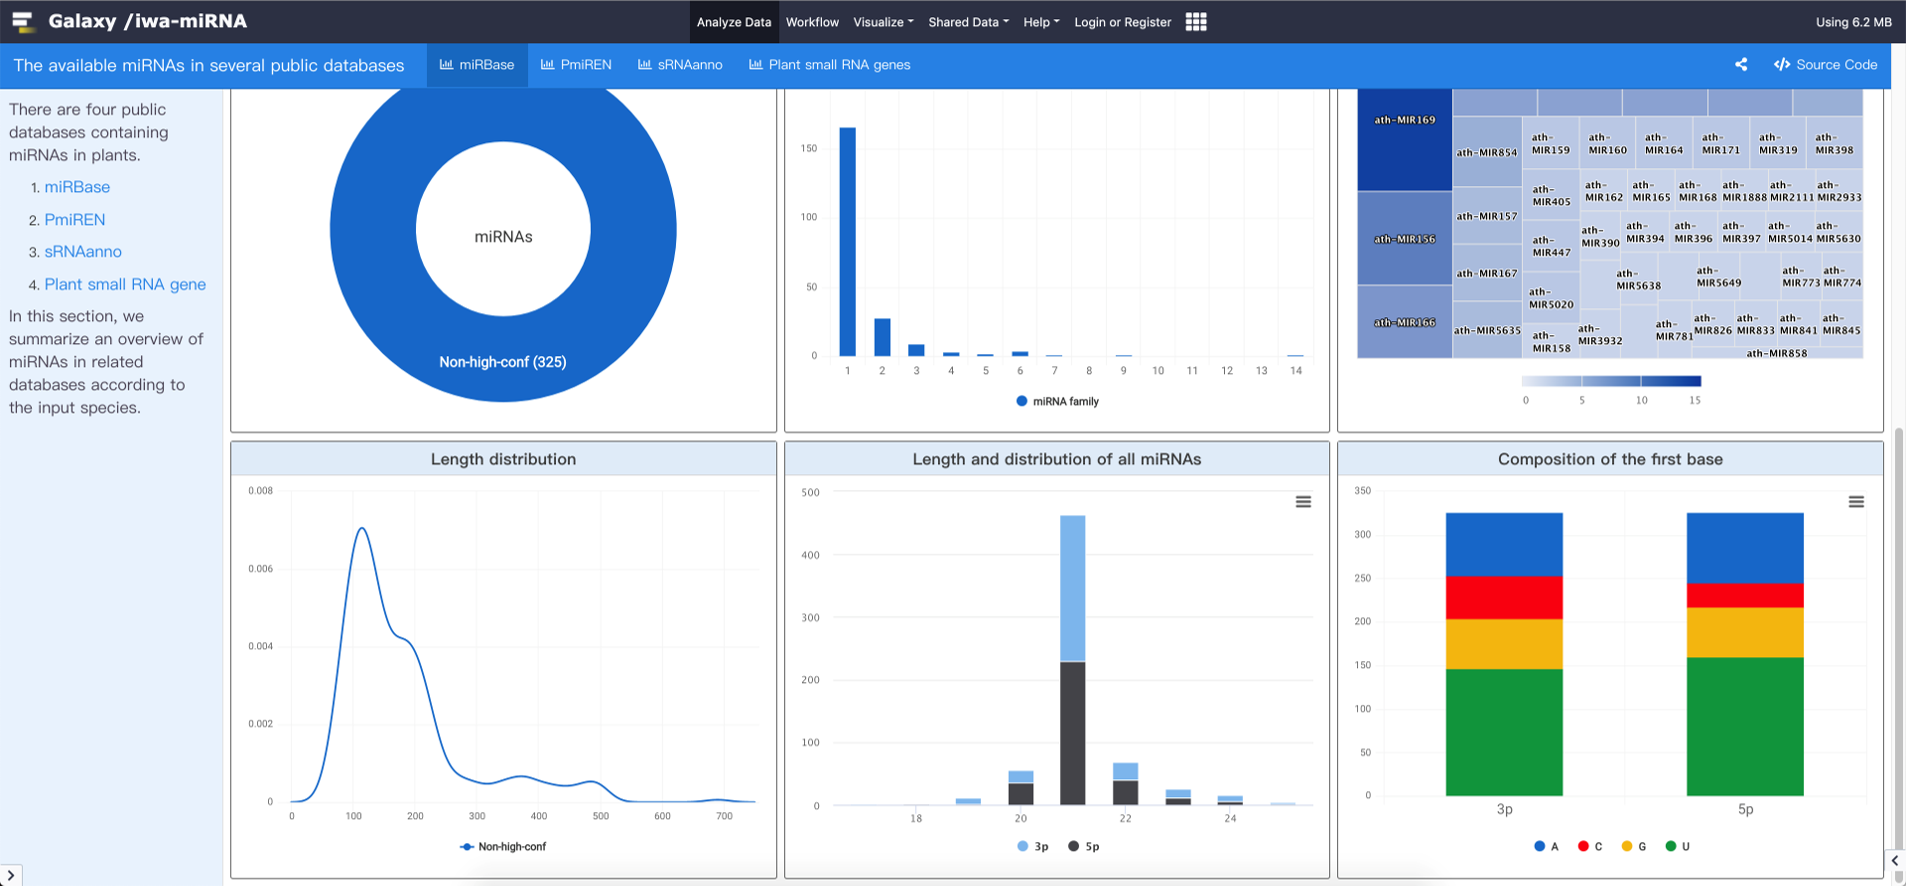 Galaxy /iwa-miRNA
Analyze Data
Workflow
Visualize
Shared Data
Help
Login or Register
Using 6.2 MB
The available miRNAs in several public databases
miRBase
PmiREN
sRNAanno
Plant small RNA genes
Source Code
There are four public
databases containing
miRNAs in plants.
1. miRBase
2. PmiREN
3. sRNAanno
4. Plant small RNA gene
In this section, we
summarize an overview of
miRNAs in related
databases according to
the input species.
miRNAs
Non-high-conf (325)
150
100
50
0
1 2 3 4 5 6 7 8 9 10 11 12 13 14
miRNA family
ath-MIR169
ath-MIR156
ath-MIR166
ath-MIR854
ath-MIR157
ath-MIR167
ath-MIR5635
ath-
MIR159
ath-
MIR160
ath-
MIR164
ath-
MIR171
ath-
MIR319
ath-
MIR398
ath-
MIR405
ath-
MIR162
ath-
MIR165
ath-
MIR168
ath-
MIR1888
ath-
MIR2111
ath-
MIR2933
ath-
MIR447
ath-
MIR390
ath-
MIR394
ath-
MIR396
ath-
MIR397
ath-
MIR5014
ath-
MIR5630
ath-
MIR5020
ath-
MIR5638
ath-
MIR5649
ath-
MIR773
ath-
MIR774
ath-
MIR158
ath-
MIR3932
ath-
MIR781
ath-
MIR826
ath-
MIR833
ath-
MIR841
ath-
MIR845
ath-MIR858
0 5 10 15
Length distribution
0.008
0.006
0.004
0.002
0
0 100 200 300 400 500 600 700
Non-high-conf
Length and distribution of all miRNAs
500
400
300
200
100
0
18 20 22 24
3p 5p
Composition of the first base
350
300
250
200
150
100
50
0
3p 5p
A C G U